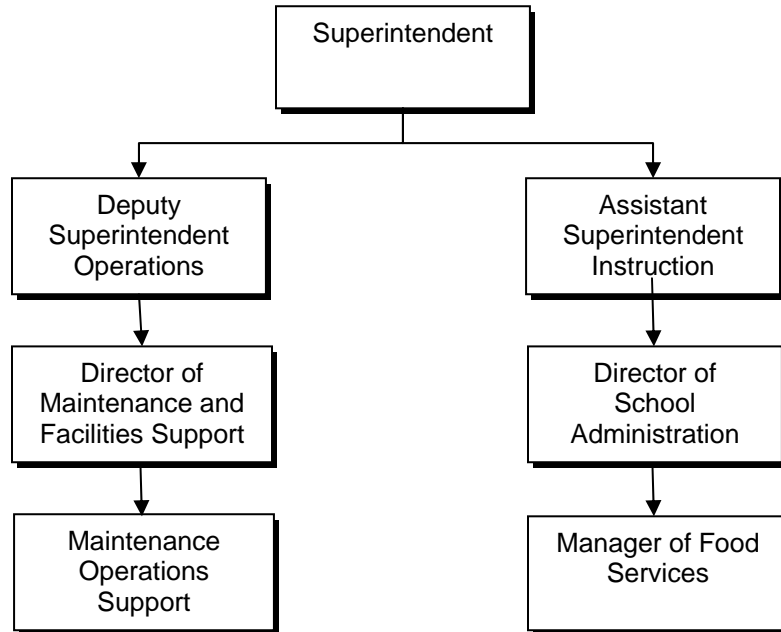 Superintendent
Deputy
Superintendent
Operations
Assistant
Superintendent
Instruction
Director of
Maintenance and
Facilities Support
Director of
School
Administration
Maintenance
Operations
Support
Manager of Food
Services